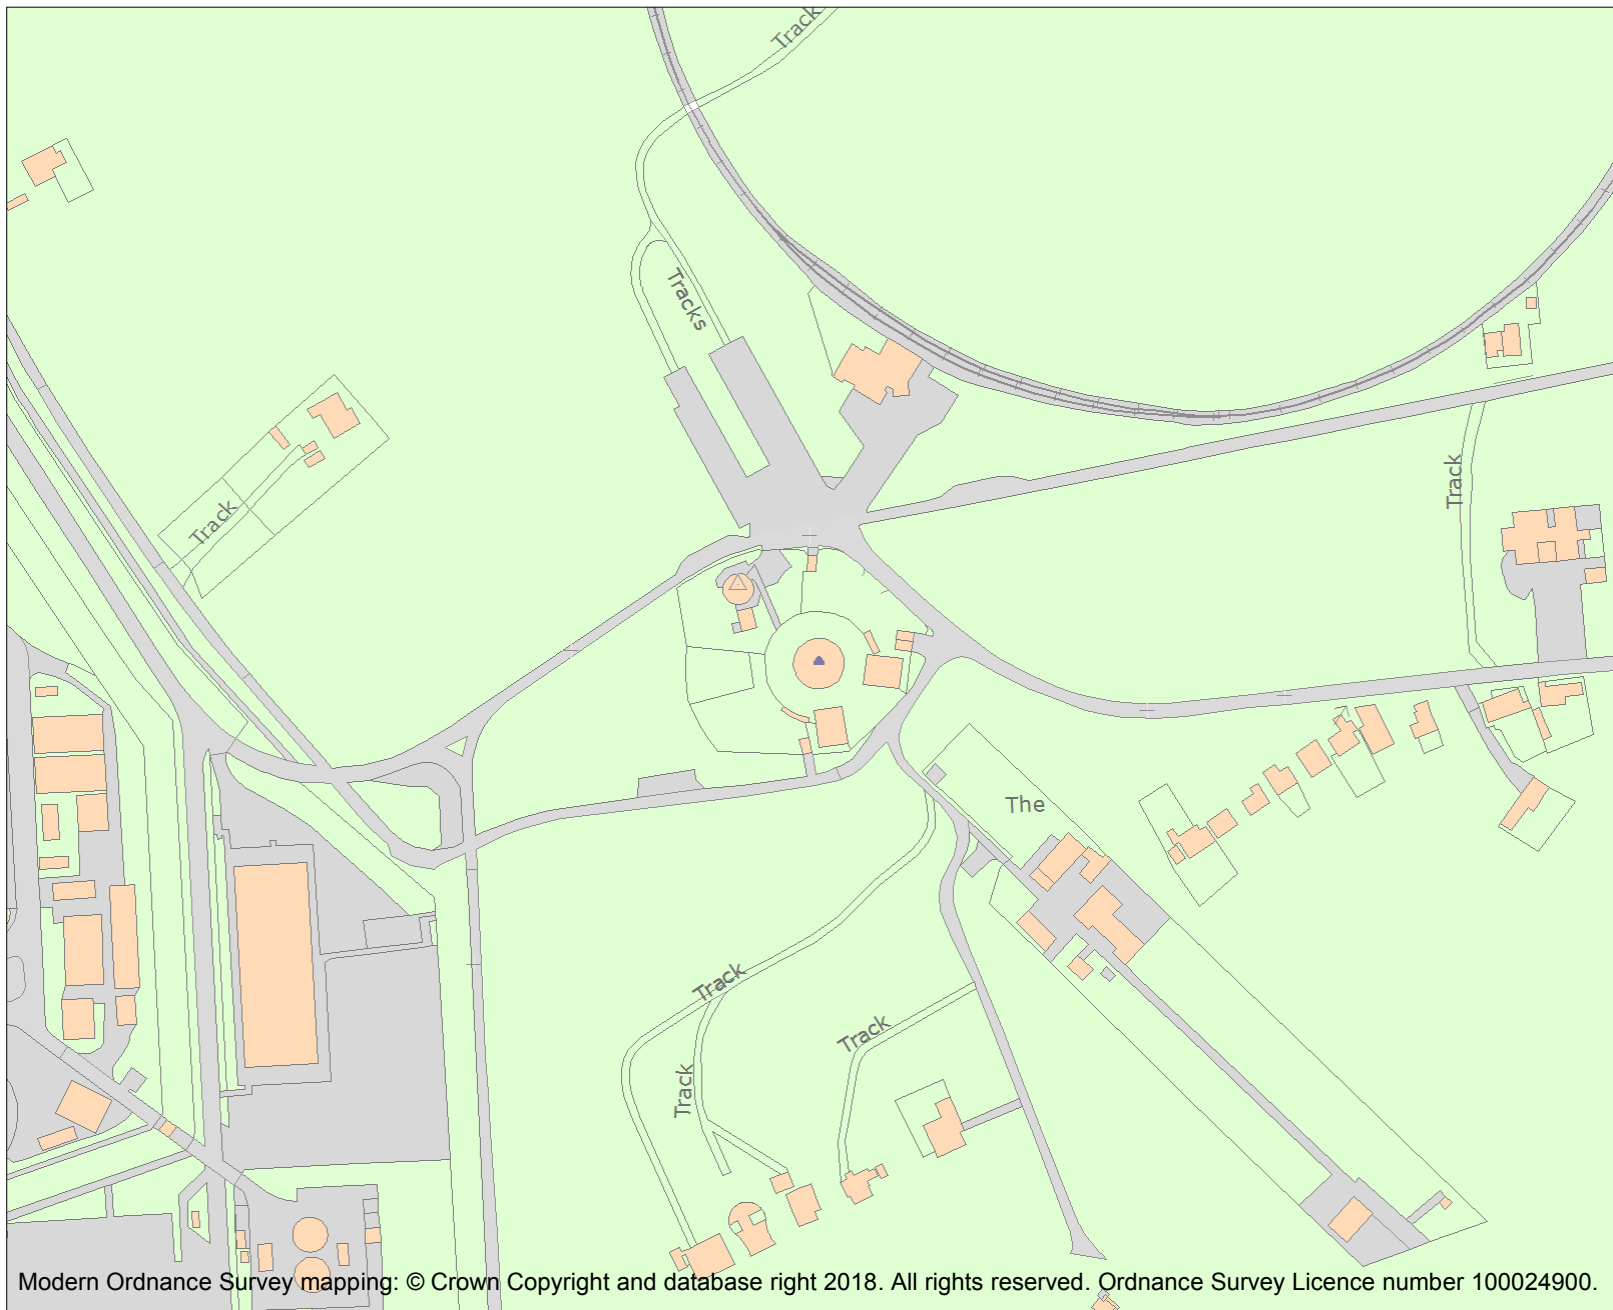 Track
Tracks
Track
Track
The
Track
Track
Track
Modern Ordnance Survey mapping: © Crown Copyright and database right 2018. All rights reserved. Ordnance Survey Licence number 100024900.